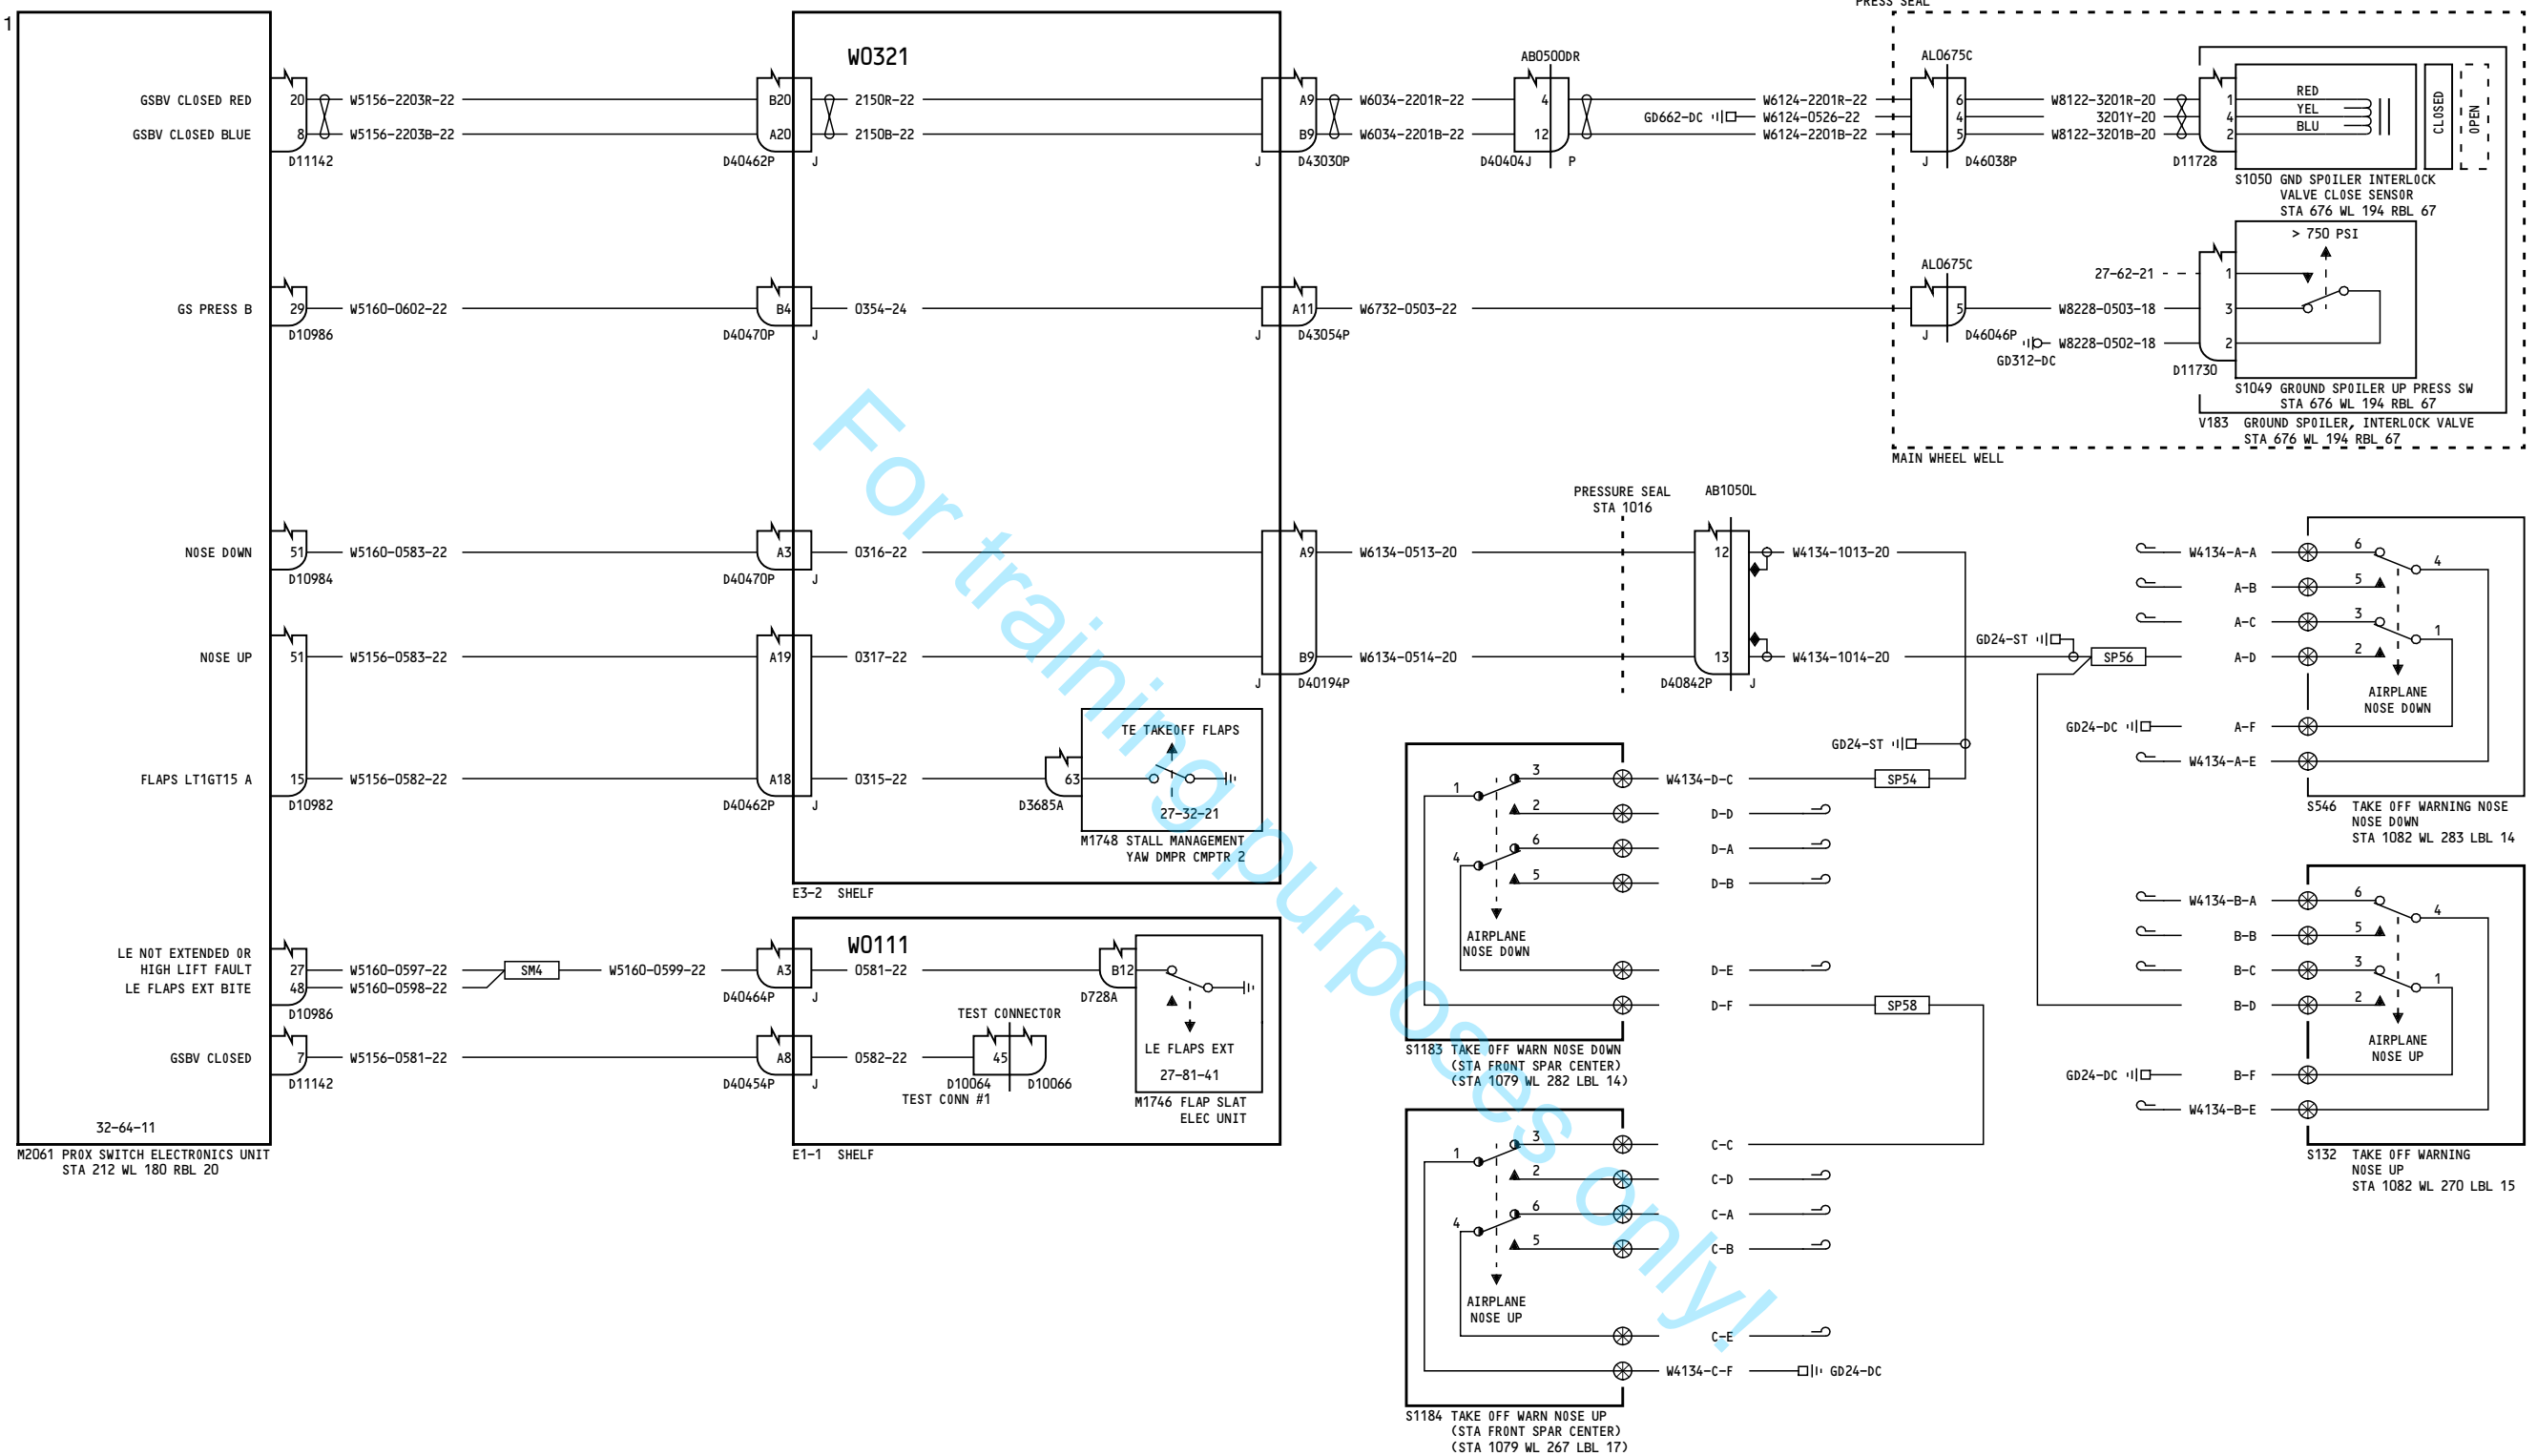 1
PRESS SEAL
W0321
GSBV CLOSED RED 20 W5156-2203R-22 B20 2150R-22 A9 W6034-2201R-22 4 W6124-2201R-22 6 W8122-3201R-20 1 RED
GD662-DC W6124-0526-22 4 3201Y-20 4 YEL
GSBV CLOSED BLUE 8 W5156-2203B-22 A20 2150B-22 B9 W6034-2201B-22 12 W6124-2201B-22 5 W8122-3201B-20 2 BLU
AB0500DR
AL0675C
CLOSED
OPEN
D11142 D40462P J J D43030P D40404J P J D46038P D11728
S1050 GND SPOILER INTERLOCK
VALVE CLOSE SENSOR
STA 676 WL 194 RBL 67
> 750 PSI
AL0675C
27-62-21 1
GS PRESS B 29 W5160-0602-22 B4 0354-24 A11 W6732-0503-22 5 W8228-0503-18 3
D10986 D40470P J J D43054P J D46046P
W8228-0502-18 2
GD312-DC
D11730
S1049 GROUND SPOILER UP PRESS SW
STA 676 WL 194 RBL 67
V183 GROUND SPOILER, INTERLOCK VALVE
STA 676 WL 194 RBL 67
MAIN WHEEL WELL
PRESSURE SEAL
STA 1016
AB1050L
NOSE DOWN 51 W5160-0583-22 A3 0316-22 A9 W6134-0513-20 12 W4134-1013-20
D10984 D40470P J
NOSE UP 51 W5156-0583-22 A19 0317-22 B9 W6134-0514-20 13 W4134-1014-20 SP56
GD24-ST
J D40194P D40842P J
FLAPS LT1GT15 A 15 W5156-0582-22 A18 0315-22 63
D10982 D40462P J D3685A
TE TAKEOFF FLAPS
27-32-21
M1748 STALL MANAGEMENT
YAW DMPR CMPTR 2
E3-2 SHELF
W4134-A-A 6 4
A-B 5
A-C 3 1
A-D 2
AIRPLANE
NOSE DOWN
GD24-DC A-F
W4134-A-E
S546 TAKE OFF WARNING NOSE
NOSE DOWN
STA 1082 WL 283 LBL 14
GD24-ST
1 3 W4134-D-C SP54
2 D-D
4 6 D-A
5 D-B
AIRPLANE
NOSE DOWN
D-E
D-F SP58
S1183 TAKE OFF WARN NOSE DOWN
(STA FRONT SPAR CENTER)
(STA 1079 WL 282 LBL 14)
W4134-B-A 6 4
B-B 5
B-C 3 1
B-D 2
AIRPLANE
NOSE UP
GD24-DC B-F
W4134-B-E
S132 TAKE OFF WARNING
NOSE UP
STA 1082 WL 270 LBL 15
W0111
LE NOT EXTENDED OR
HIGH LIFT FAULT 27 W5160-0597-22 SM4 W5160-0599-22 A3 0581-22 B12
LE FLAPS EXT BITE 48 W5160-0598-22
D10986 D40464P J D728A
TEST CONNECTOR
GSBV CLOSED 7 W5156-0581-22 A8 0582-22 45
D11142 D40454P J D10064 D10066
TEST CONN #1
LE FLAPS EXT
27-81-41
M1746 FLAP SLAT
ELEC UNIT
32-64-11
M2061 PROX SWITCH ELECTRONICS UNIT
STA 212 WL 180 RBL 20
E1-1 SHELF
1 3 C-C
2 C-D
4 6 C-A
5 C-B
AIRPLANE
NOSE UP
C-E
W4134-C-F GD24-DC
S1184 TAKE OFF WARN NOSE UP
(STA FRONT SPAR CENTER)
(STA 1079 WL 267 LBL 17)
For training purposes only!